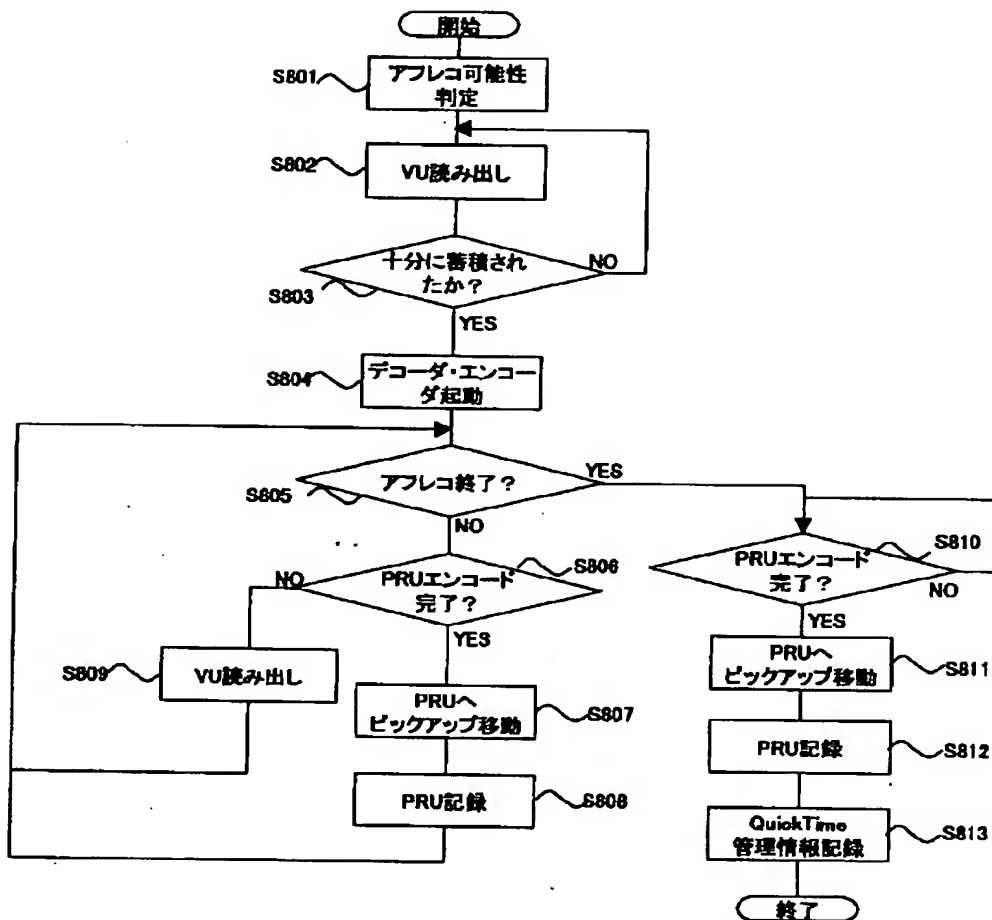 開始
S801
アフレコ可能性
判定
S802
VU読み出し
十分に蓄積され
たか？
NO
S803
YES
S804
デコーダ・エンコー
ダ起動
アフレコ終了？
YES
S805
NO
PRUエンコード
完了？
S806
NO
YES
S809
VU読み出し
PRUへ
ピックアップ移動
S807
PRU記録
S808
PRUエンコード
完了？
S810
NO
YES
PRUへ
ピックアップ移動
S811
PRU記録
S812
QuickTime
管理情報記録
S813
終了